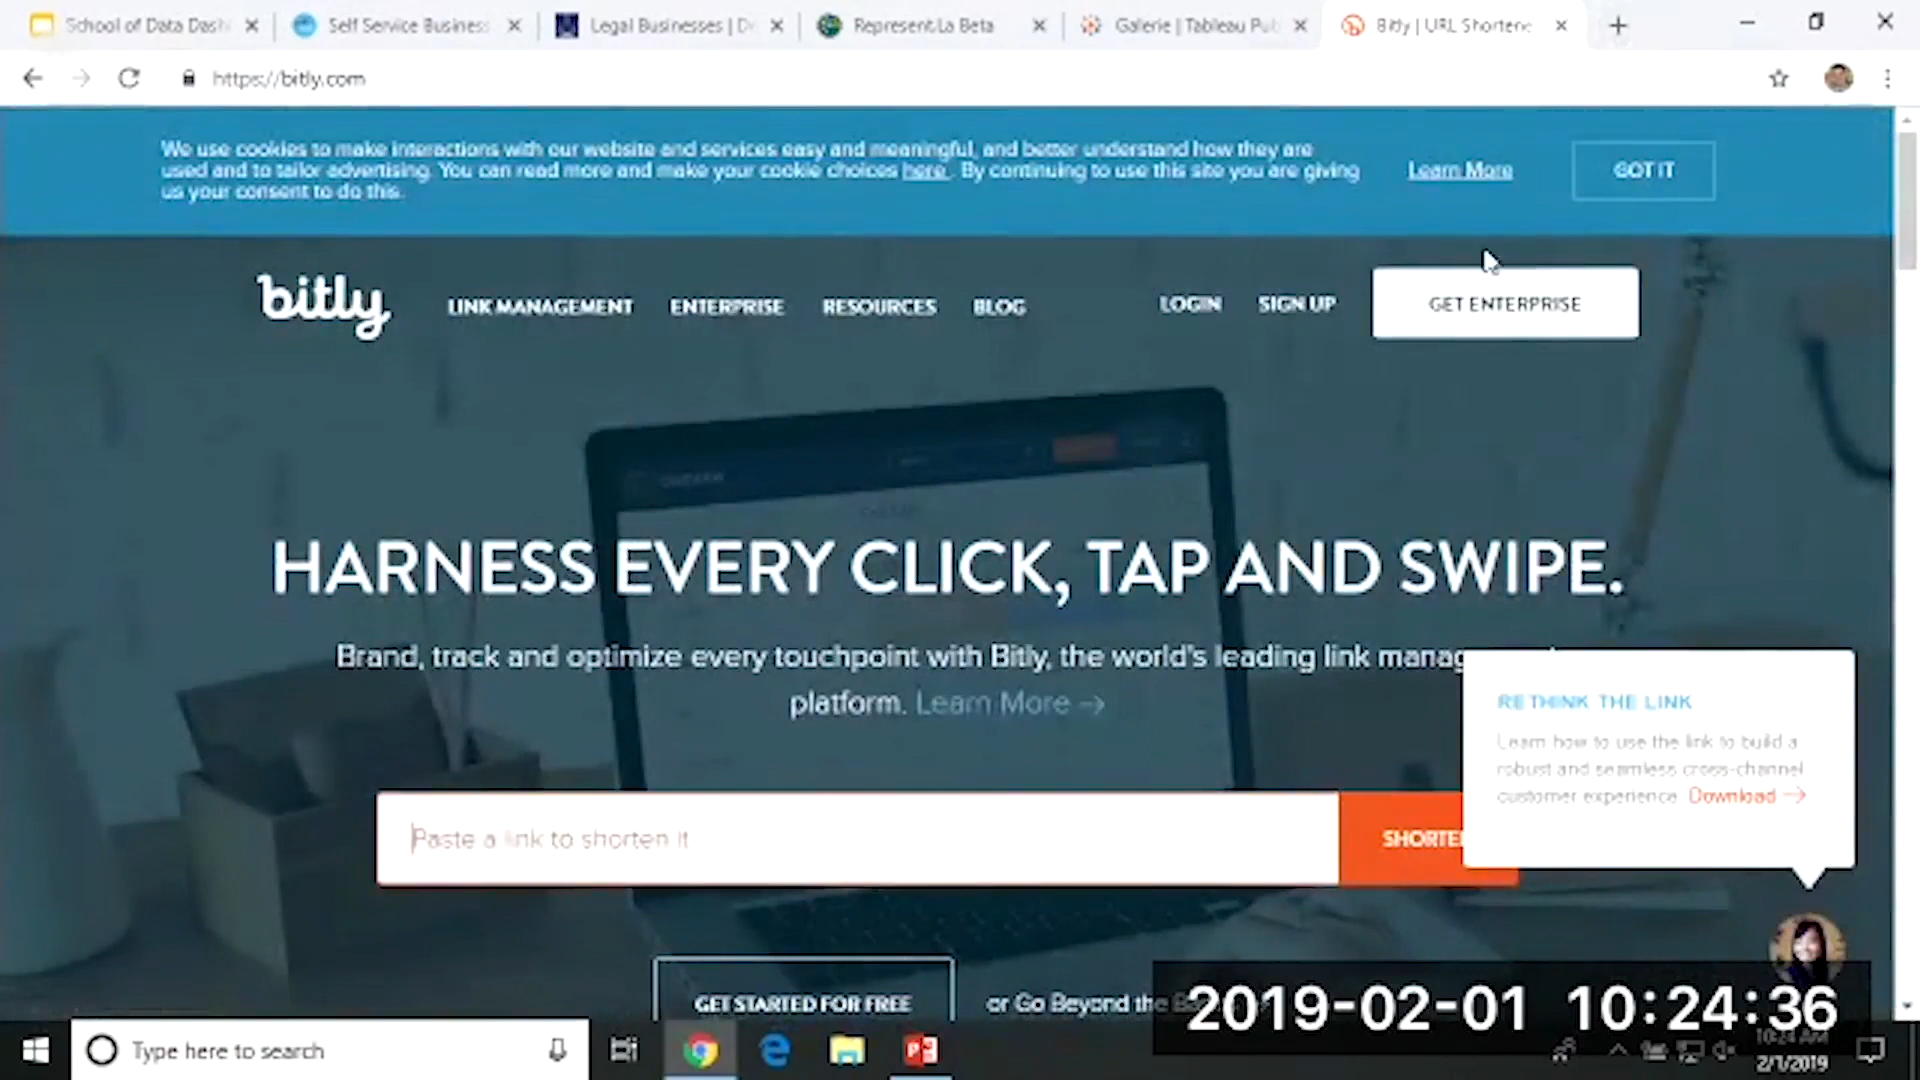 School of Data Dash
Self Service Business
Legal Businesses | D
Represent.La Beta
Galerie | Tableau Pub
Bitly | URL Shortene
https://bitly.com
We use cookies to make interactions with our website and services easy and meaningful, and better understand how they are
used and to tailor advertising. You can read more and make your cookie choices here. By continuing to use this site you are giving
us your consent to do this.
Learn More
GOT IT
bitly
LINK MANAGEMENT
ENTERPRISE
RESOURCES
BLOG
LOGIN
SIGN UP
GET ENTERPRISE
HARNESS EVERY CLICK, TAP AND SWIPE.
Brand, track and optimize every touchpoint with Bitly, the world's leading link manag
platform. Learn More →
RETHINK THE LINK
Learn how to use the link to build a
robust and seamless cross-channel
customer experience. Download →
Paste a link to shorten it
SHORTE
GET STARTED FOR FREE
or Go Beyond the
2019-02-01 10:24:36
Type here to search
10:24 AM
2/1/2019